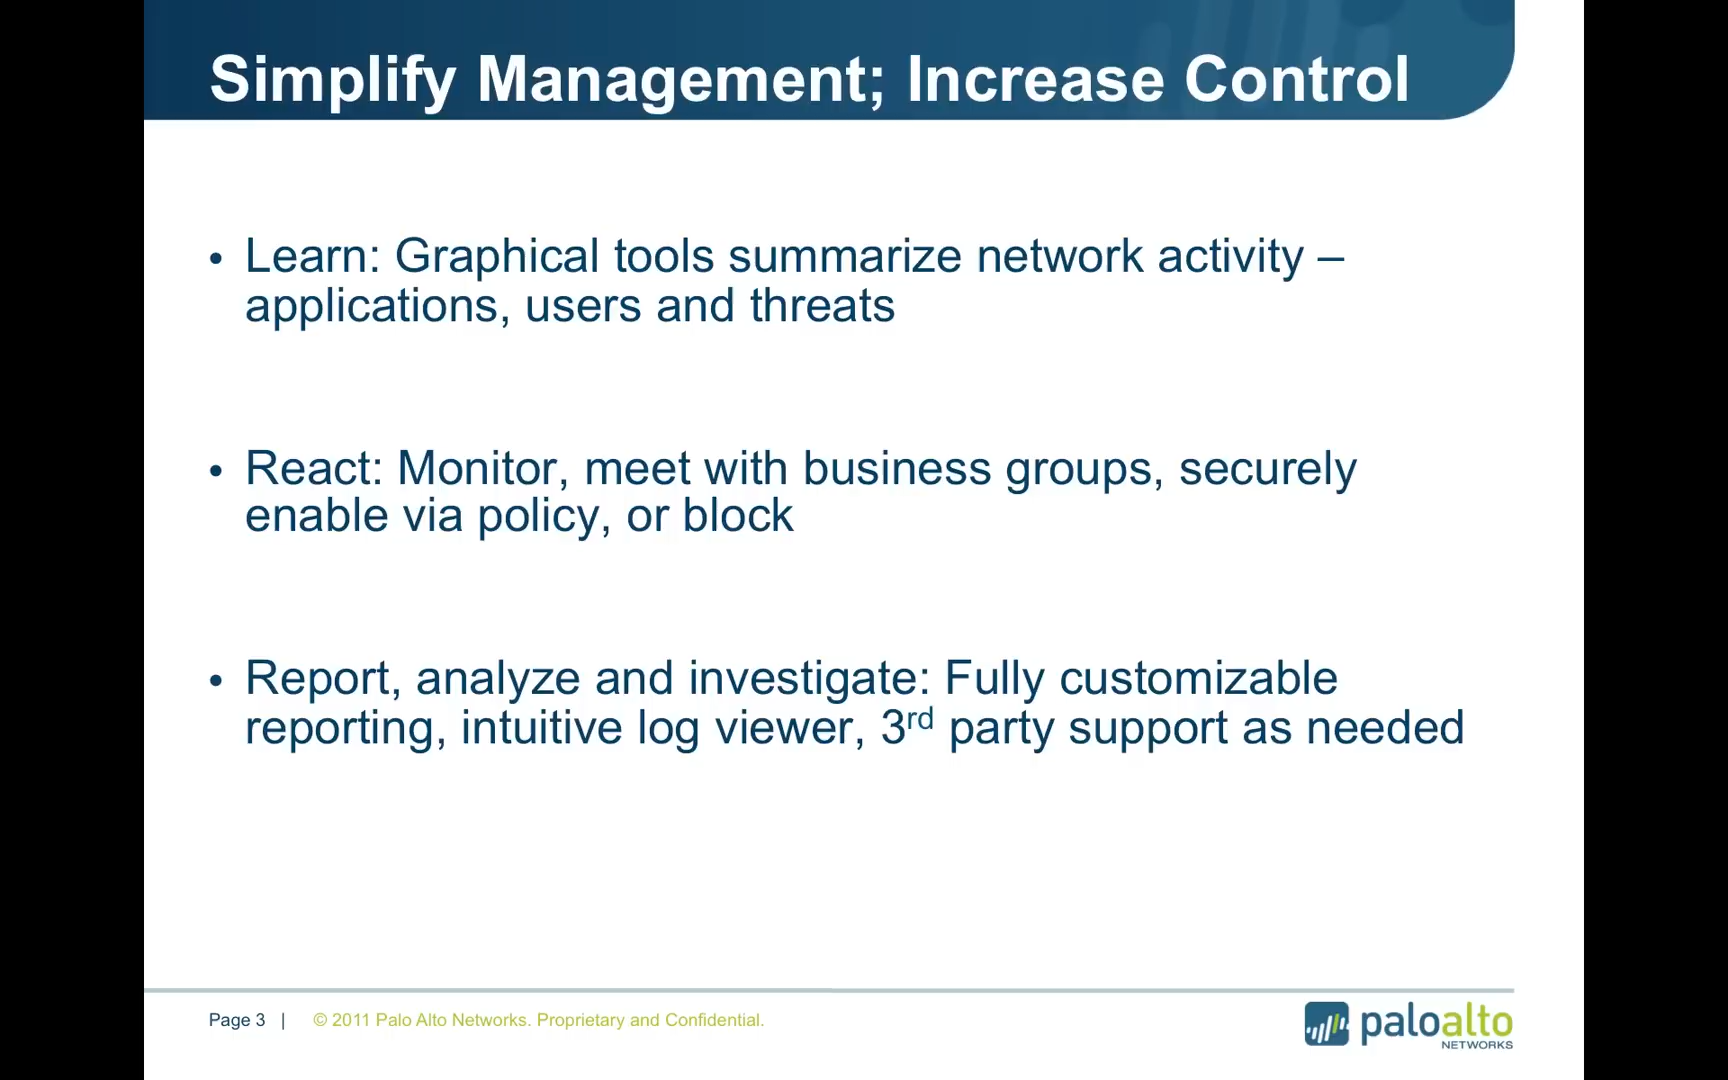 Simplify Management; Increase Control
• Learn: Graphical tools summarize network activity –
applications, users and threats
• React: Monitor, meet with business groups, securely
enable via policy, or block
• Report, analyze and investigate: Fully customizable
reporting, intuitive log viewer, 3rd party support as needed
Page 3 | © 2011 Palo Alto Networks. Proprietary and Confidential.
paloalto
NETWORKS